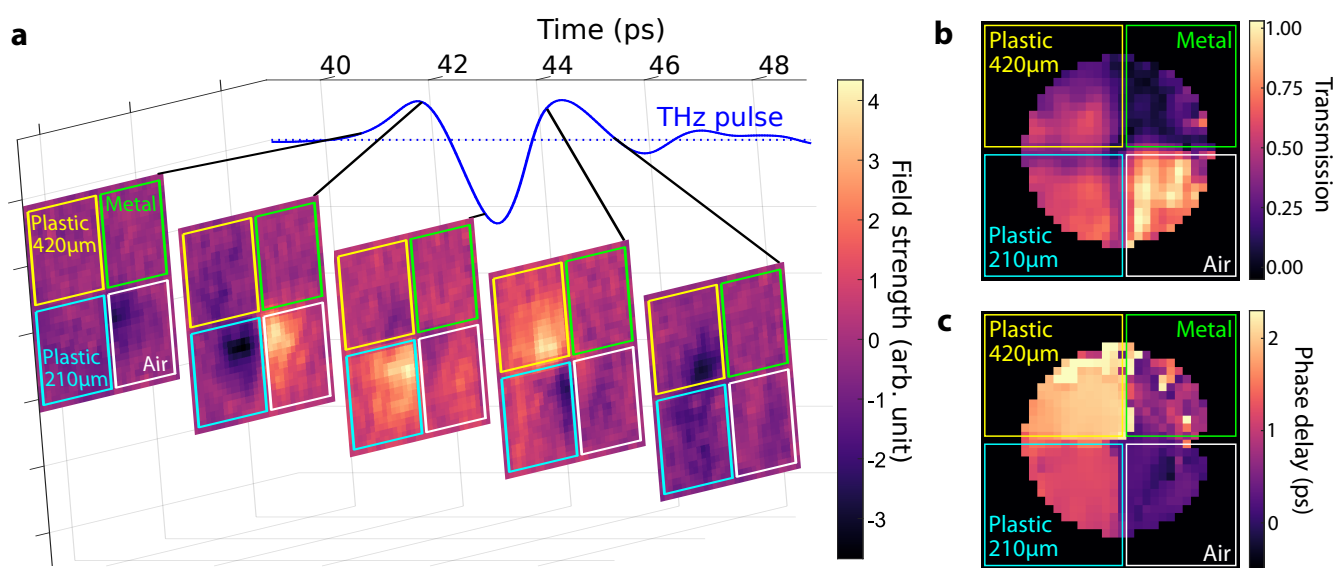 a
Time (ps)
40
42
44
46
48
THz pulse
Plastic
420μm
Metal
Plastic
210μm
Air
4
3
2
1
0
-1
-2
-3
Field strength (arb. unit)
b
Plastic
420μm
Metal
Plastic
210μm
Air
1.00
0.75
0.50
0.25
0.00
Transmission
c
Plastic
420μm
Metal
Plastic
210μm
Air
2
1
0
Phase delay (ps)